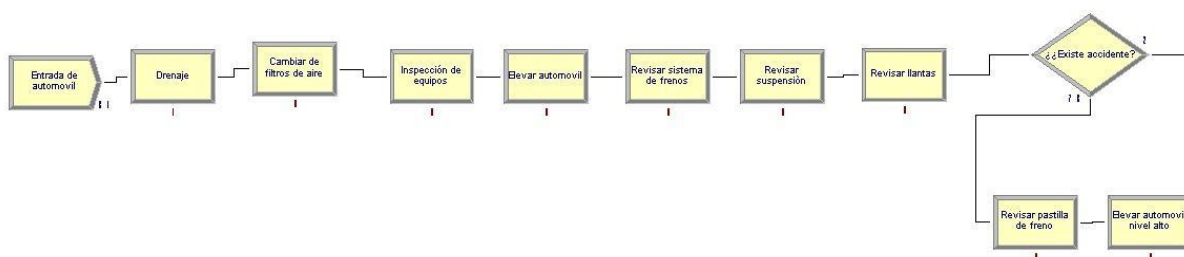 Entrada de
automovil
Drenaje
Cambiar de
filtros de aire
Inspección de
equipos
Elevar automovil
Revisar sistema
de frenos
Revisar
suspensión
Revisar llantas
¿¿Existe accidente?
Revisar pastilla
de freno
Elevar automovi
nivel alto